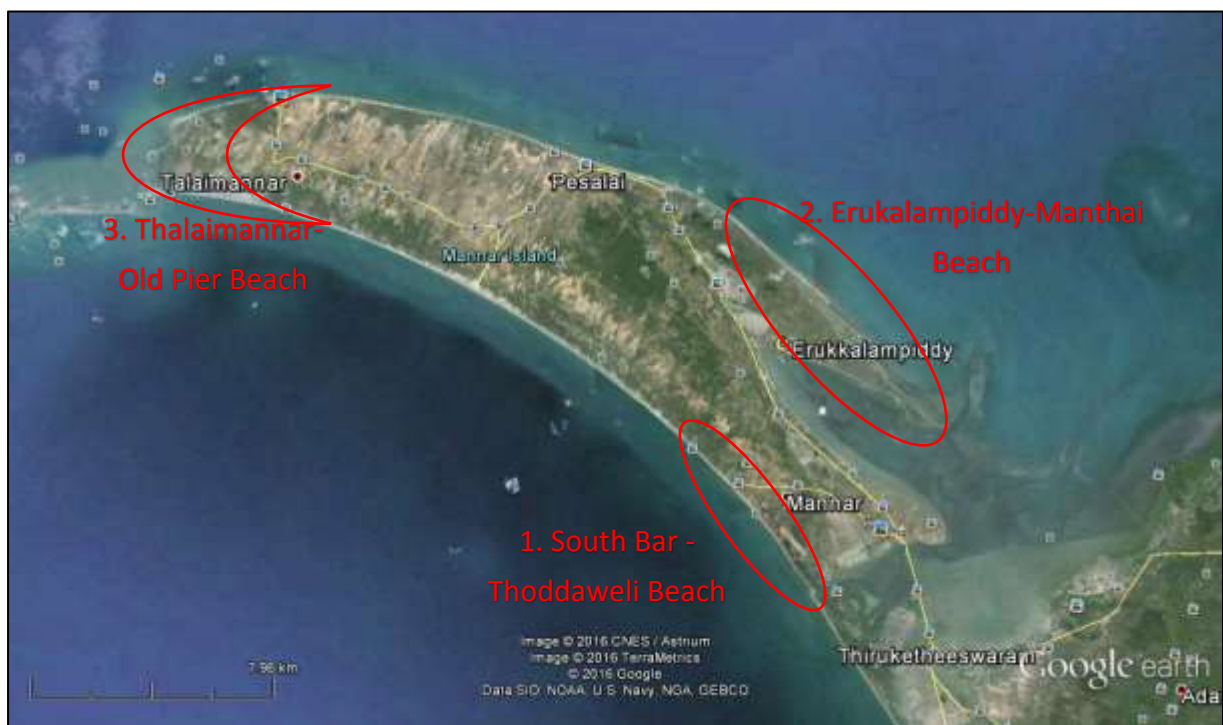 Talaimannar
Pesalai
2. Erukalampiddy-Manthai
Beach
3. Thalaimannar-
Old Pier Beach
Mannar Island
Erukkalampiddy
Mannar
1. South Bar -
Thoddaweli Beach
Image © 2016 CNES / Astrium
Image © 2016 TerraMetrics
© 2016 Google
Data SIO, NOAA, U.S. Navy, NGA, GEBCO
7.96 km
Thiruketheeswaram
Google earth
Ada